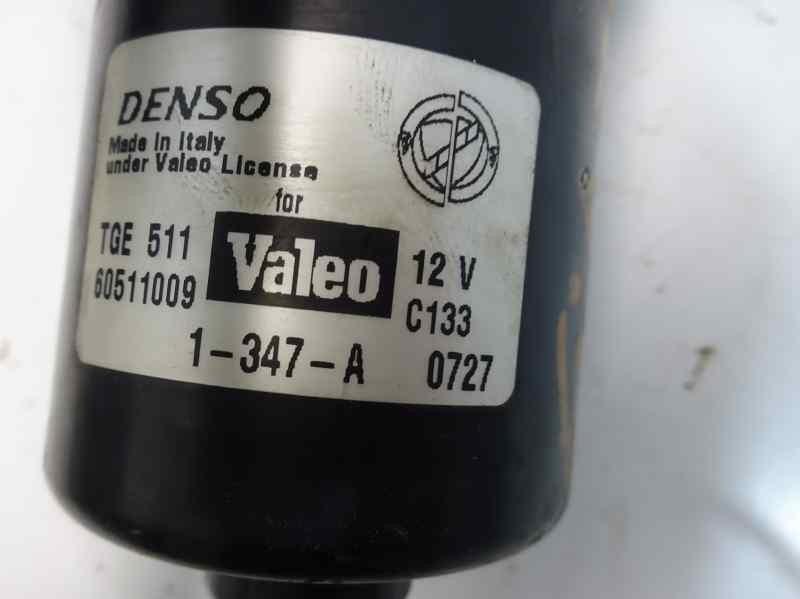 DENSO
Made in Italy
under Valeo License
for
TGE 511
60511009
Valeo
12 V
C133
1-347-A
0727